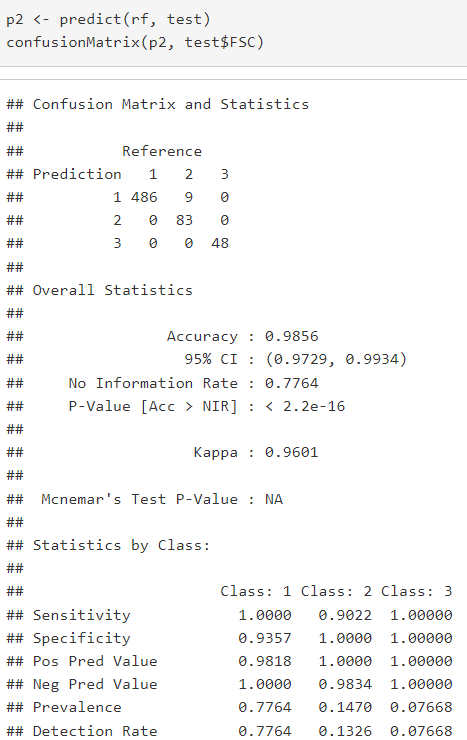 p2 <- predict(rf, test)
confusionMatrix(p2, test$FSC)
## Confusion Matrix and Statistics
##
##           Reference
## Prediction   1   2   3
##          1 486   9   0
##          2   0  83   0
##          3   0   0  48
##
## Overall Statistics
##
##                Accuracy : 0.9856
##                  95% CI : (0.9729, 0.9934)
##     No Information Rate : 0.7764
##     P-Value [Acc > NIR] : < 2.2e-16
##
##                   Kappa : 0.9601
##
##  Mcnemar's Test P-Value : NA
##
## Statistics by Class:
##
##                      Class: 1 Class: 2 Class: 3
## Sensitivity            1.0000   0.9022  1.00000
## Specificity            0.9357   1.0000  1.00000
## Pos Pred Value         0.9818   1.0000  1.00000
## Neg Pred Value         1.0000   0.9834  1.00000
## Prevalence             0.7764   0.1470  0.07668
## Detection Rate         0.7764   0.1326  0.07668